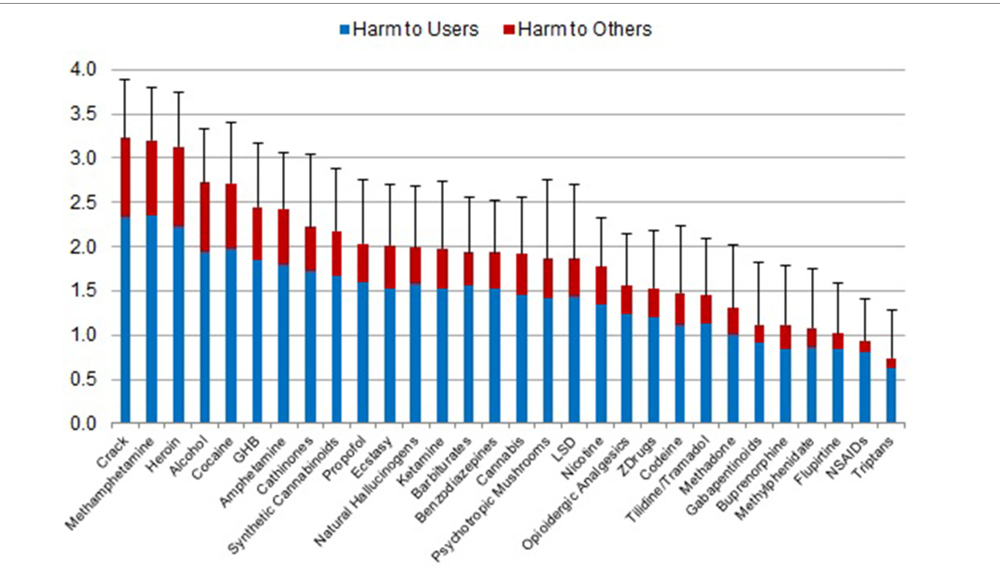 Harm to Users Harm to Others
4.0
3.5
3.0
2.5
2.0
1.5
1.0
0.5
0.0
Crack
Methamphetamine
Heroin
Alcohol
Cocaine
GHB
Amphetamine
Cathinones
Synthetic Cannabinoids
Propofol
Ecstasy
Natural Hallucinogens
Ketamine
Barbiturates
Benzodiazepines
Cannabis
Psychotropic Mushrooms
LSD
Nicotine
Opioidergic Analgesics
ZDrugs
Codeine
Tilidine/Tramadol
Methadone
Gabapentinoids
Buprenorphine
Methylphenidate
Flupirtine
NSAIDs
Triptans